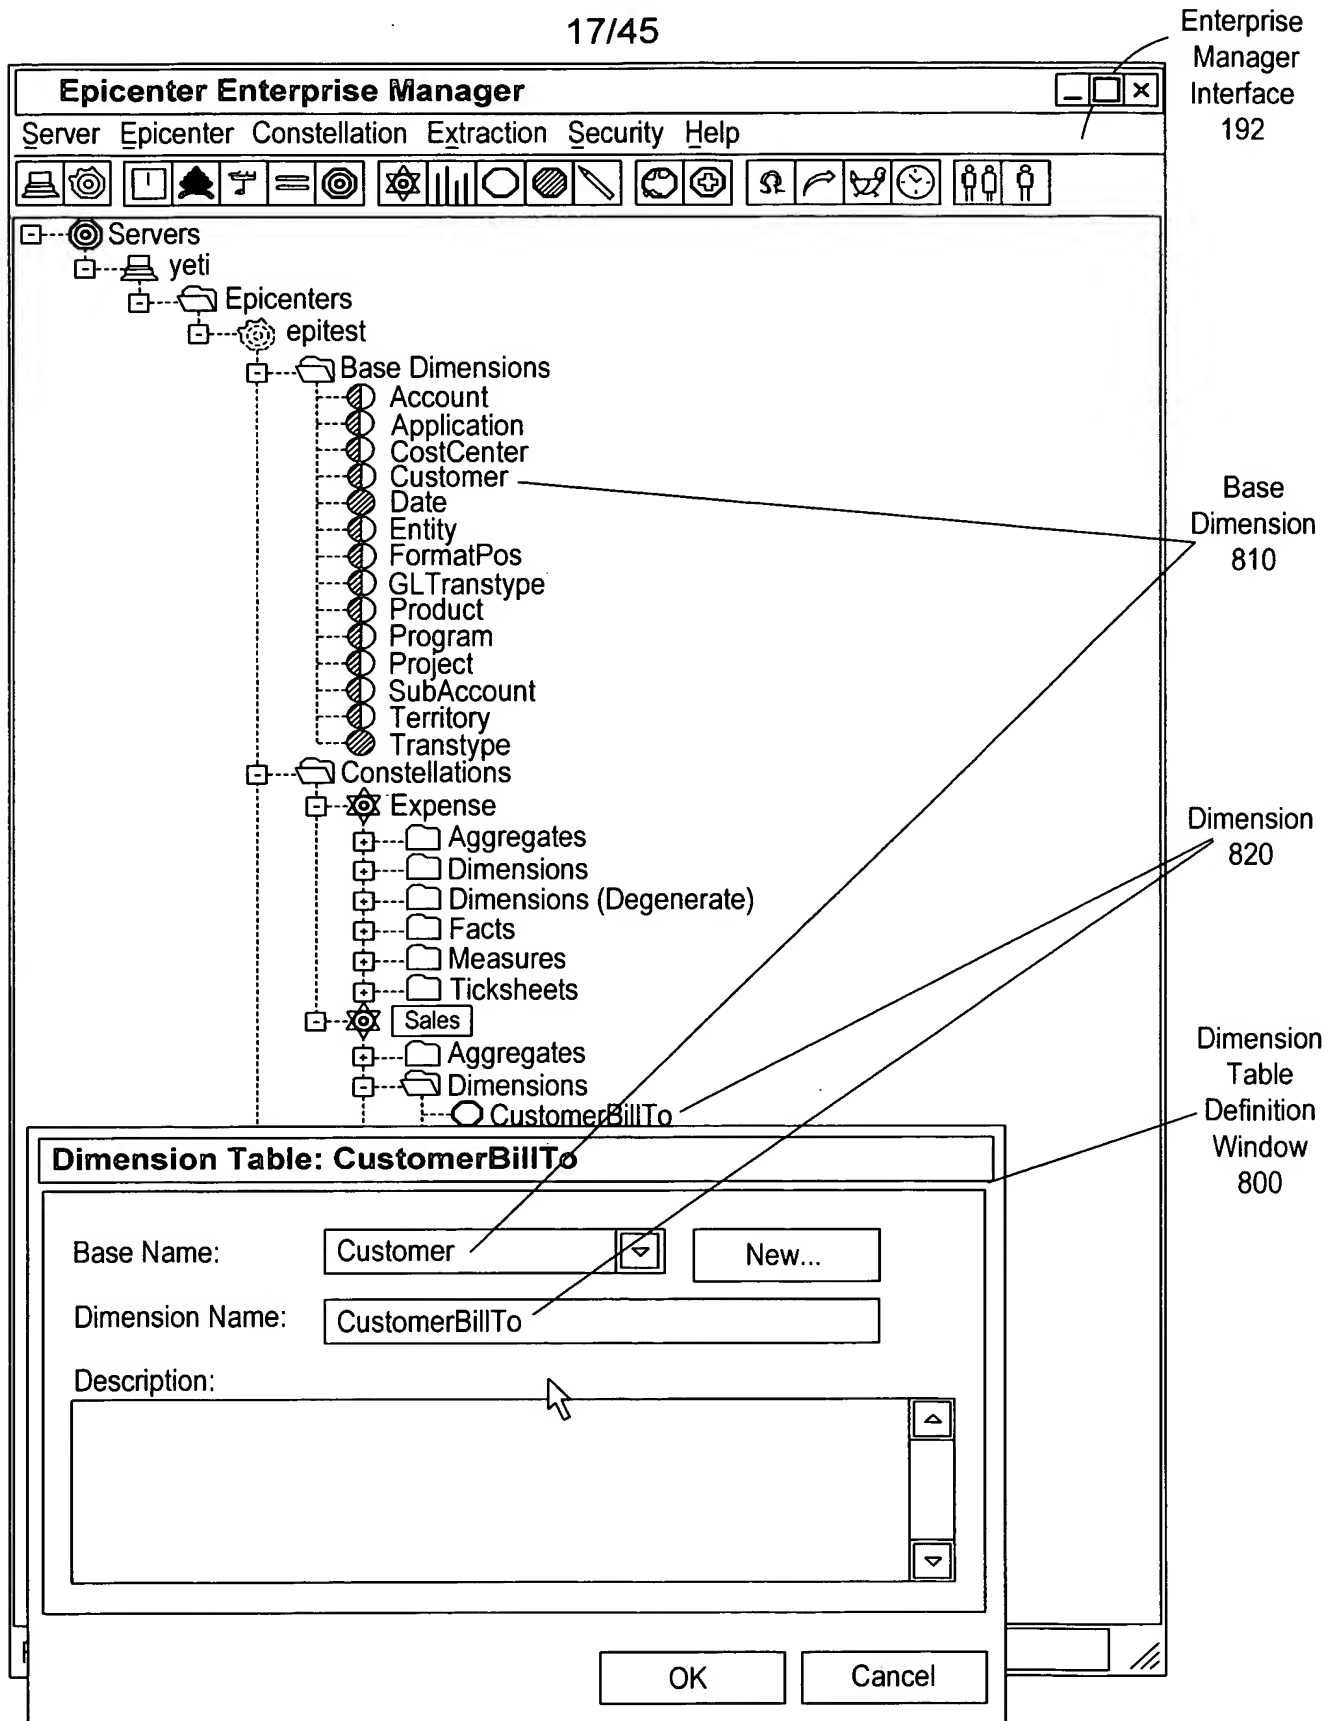 17/45
Enterprise
Manager
Interface
192
Epicenter Enterprise Manager
Server Epicenter Constellation Extraction Security Help
Servers
yeti
Epicenters
epitest
Base Dimensions
Account
Application
CostCenter
Customer
Date
Entity
FormatPos
GLTranstype
Product
Program
Project
SubAccount
Territory
Transtype
Base
Dimension
810
Constellations
Expense
Aggregates
Dimensions
Dimensions (Degenerate)
Facts
Measures
Ticksheets
Dimension
820
Sales
Aggregates
Dimensions
CustomerBillTo
Dimension
Table
Definition
Window
800
Dimension Table: CustomerBillTo
Base Name: Customer New...
Dimension Name: CustomerBillTo
Description:
OK Cancel